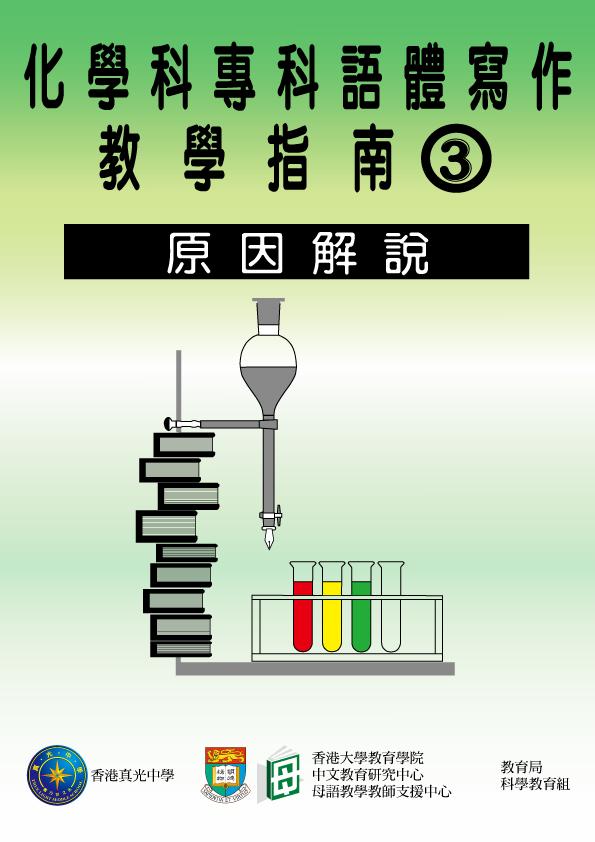 化學科專科語體寫作
教學指南③
原因解說
香港真光中學
香港大學教育學院
中文教育研究中心
母語教學教師支援中心
教育局
科學教育組